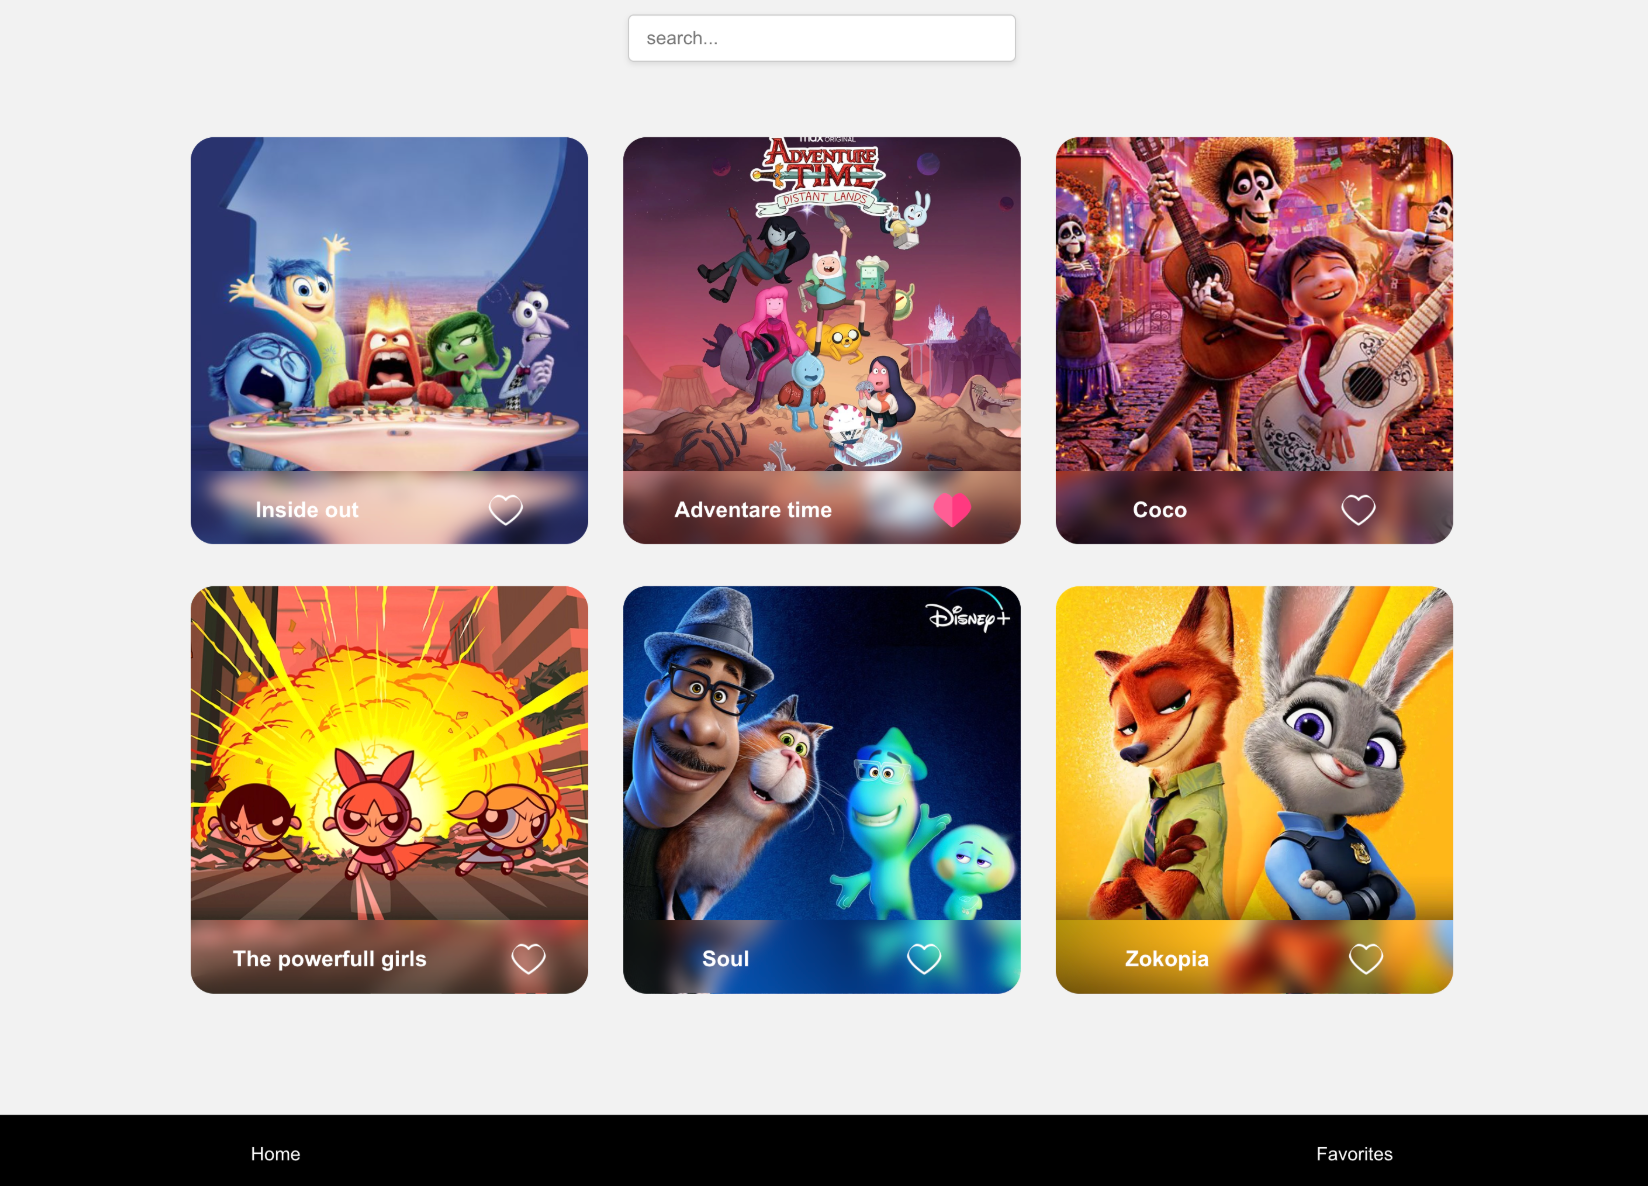 search...
max ORIGINAL
ADVENTURE
TIME
DISTANT LANDS
Inside out
Adventare time
Coco
Disney+
The powerfull girls
Soul
Zokopia
Home
Favorites